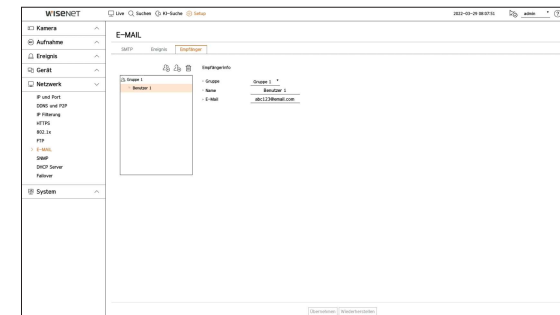 WISENET
Live Suchen KI-Suche Setup
2022-03-29 08:07:51 admin
Kamera
Aufnahme
Ereignis
Gerät
Netzwerk
IP und Port
DDNS und P2P
IP Filterung
HTTPS
802.1x
FTP
E-MAIL
SNMP
DHCP Server
Failover
System
E-MAIL
SMTP Ereignis Empfänger
Gruppe 1
Benutzer 1
Empfängerinfo
Gruppe Gruppe 1
Name Benutzer 1
E-Mail abc123@email.com
Übernehmen Wiederherstellen